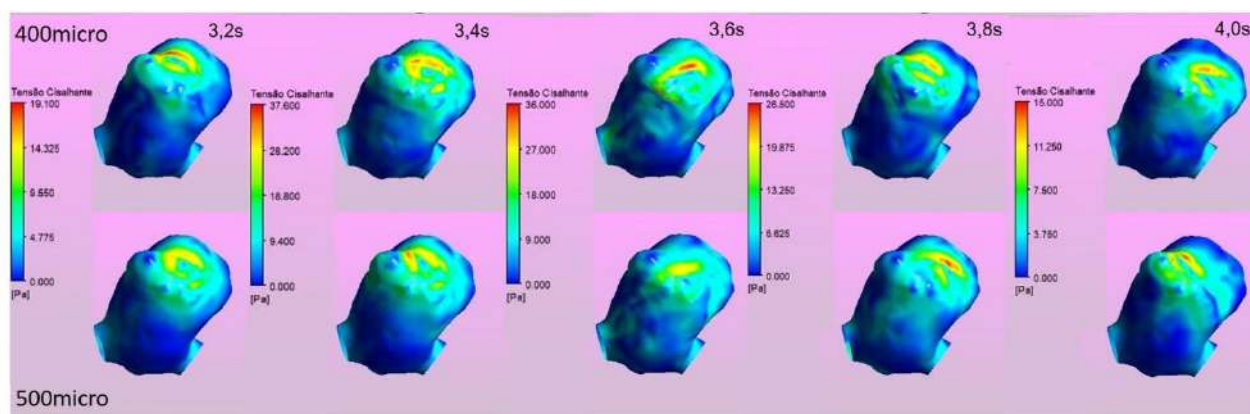 400micro
3,2s
3,4s
3,6s
3,8s
4,0s
Tensão Cisalhante
19.100
14.325
9.550
4.775
0.000
[Pa]
Tensão Cisalhante
37.600
28.200
18.800
9.400
0.000
[Pa]
Tensão Cisalhante
36.000
27.000
18.000
9.000
0.000
[Pa]
Tensão Cisalhante
26.500
19.875
13.250
6.625
0.000
[Pa]
Tensão Cisalhante
15.000
11.250
7.500
3.750
0.000
[Pa]
500micro